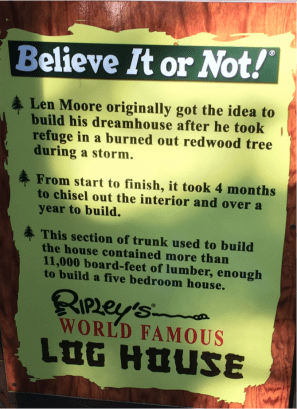 Believe It or Not!®
Len Moore originally got the idea to
build his dreamhouse after he took
refuge in a burned out redwood tree
during a storm.
From start to finish, it took 4 months
to chisel out the interior and over a
year to build.
This section of trunk used to build
the house contained more than
11,000 board-feet of lumber, enough
to build a five bedroom house.
Ripley's
WORLD FAMOUS
LOG HOUSE